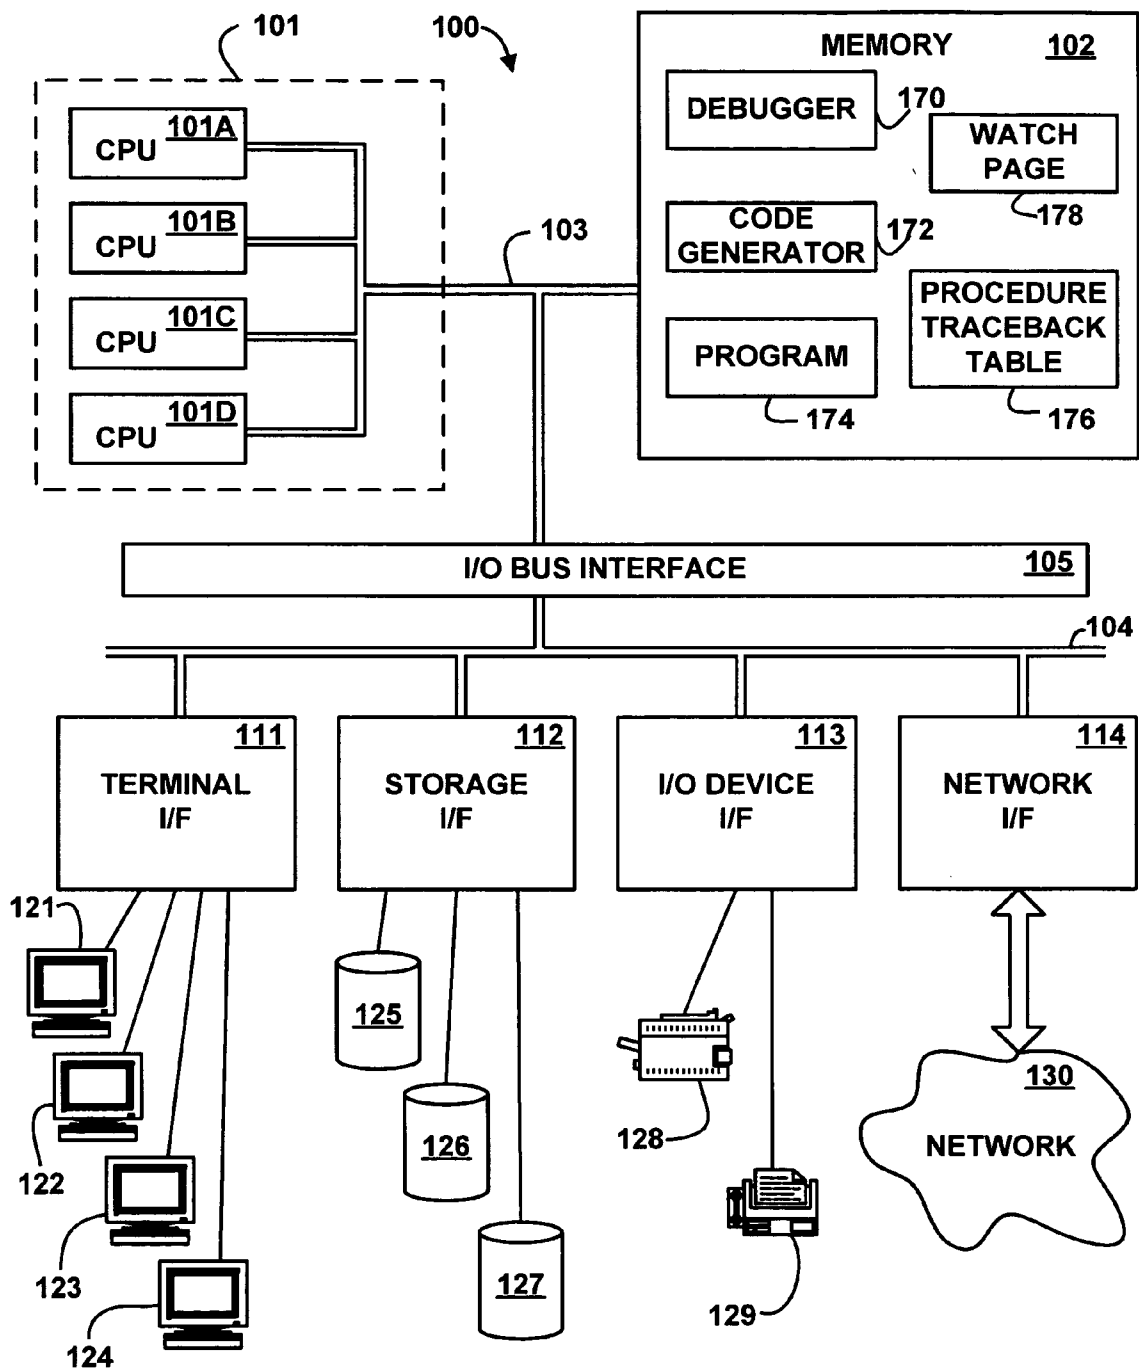 101
100
MEMORY 102
101A
CPU
101B
CPU
101C
CPU
101D
CPU
103
DEBUGGER
170
WATCH
PAGE
178
CODE
GENERATOR
172
PROCEDURE
TRACEBACK
TABLE
176
PROGRAM
174
I/O BUS INTERFACE 105
104
111
TERMINAL
I/F
112
STORAGE
I/F
113
I/O DEVICE
I/F
114
NETWORK
I/F
121
122
123
124
125
126
127
128
129
130
NETWORK